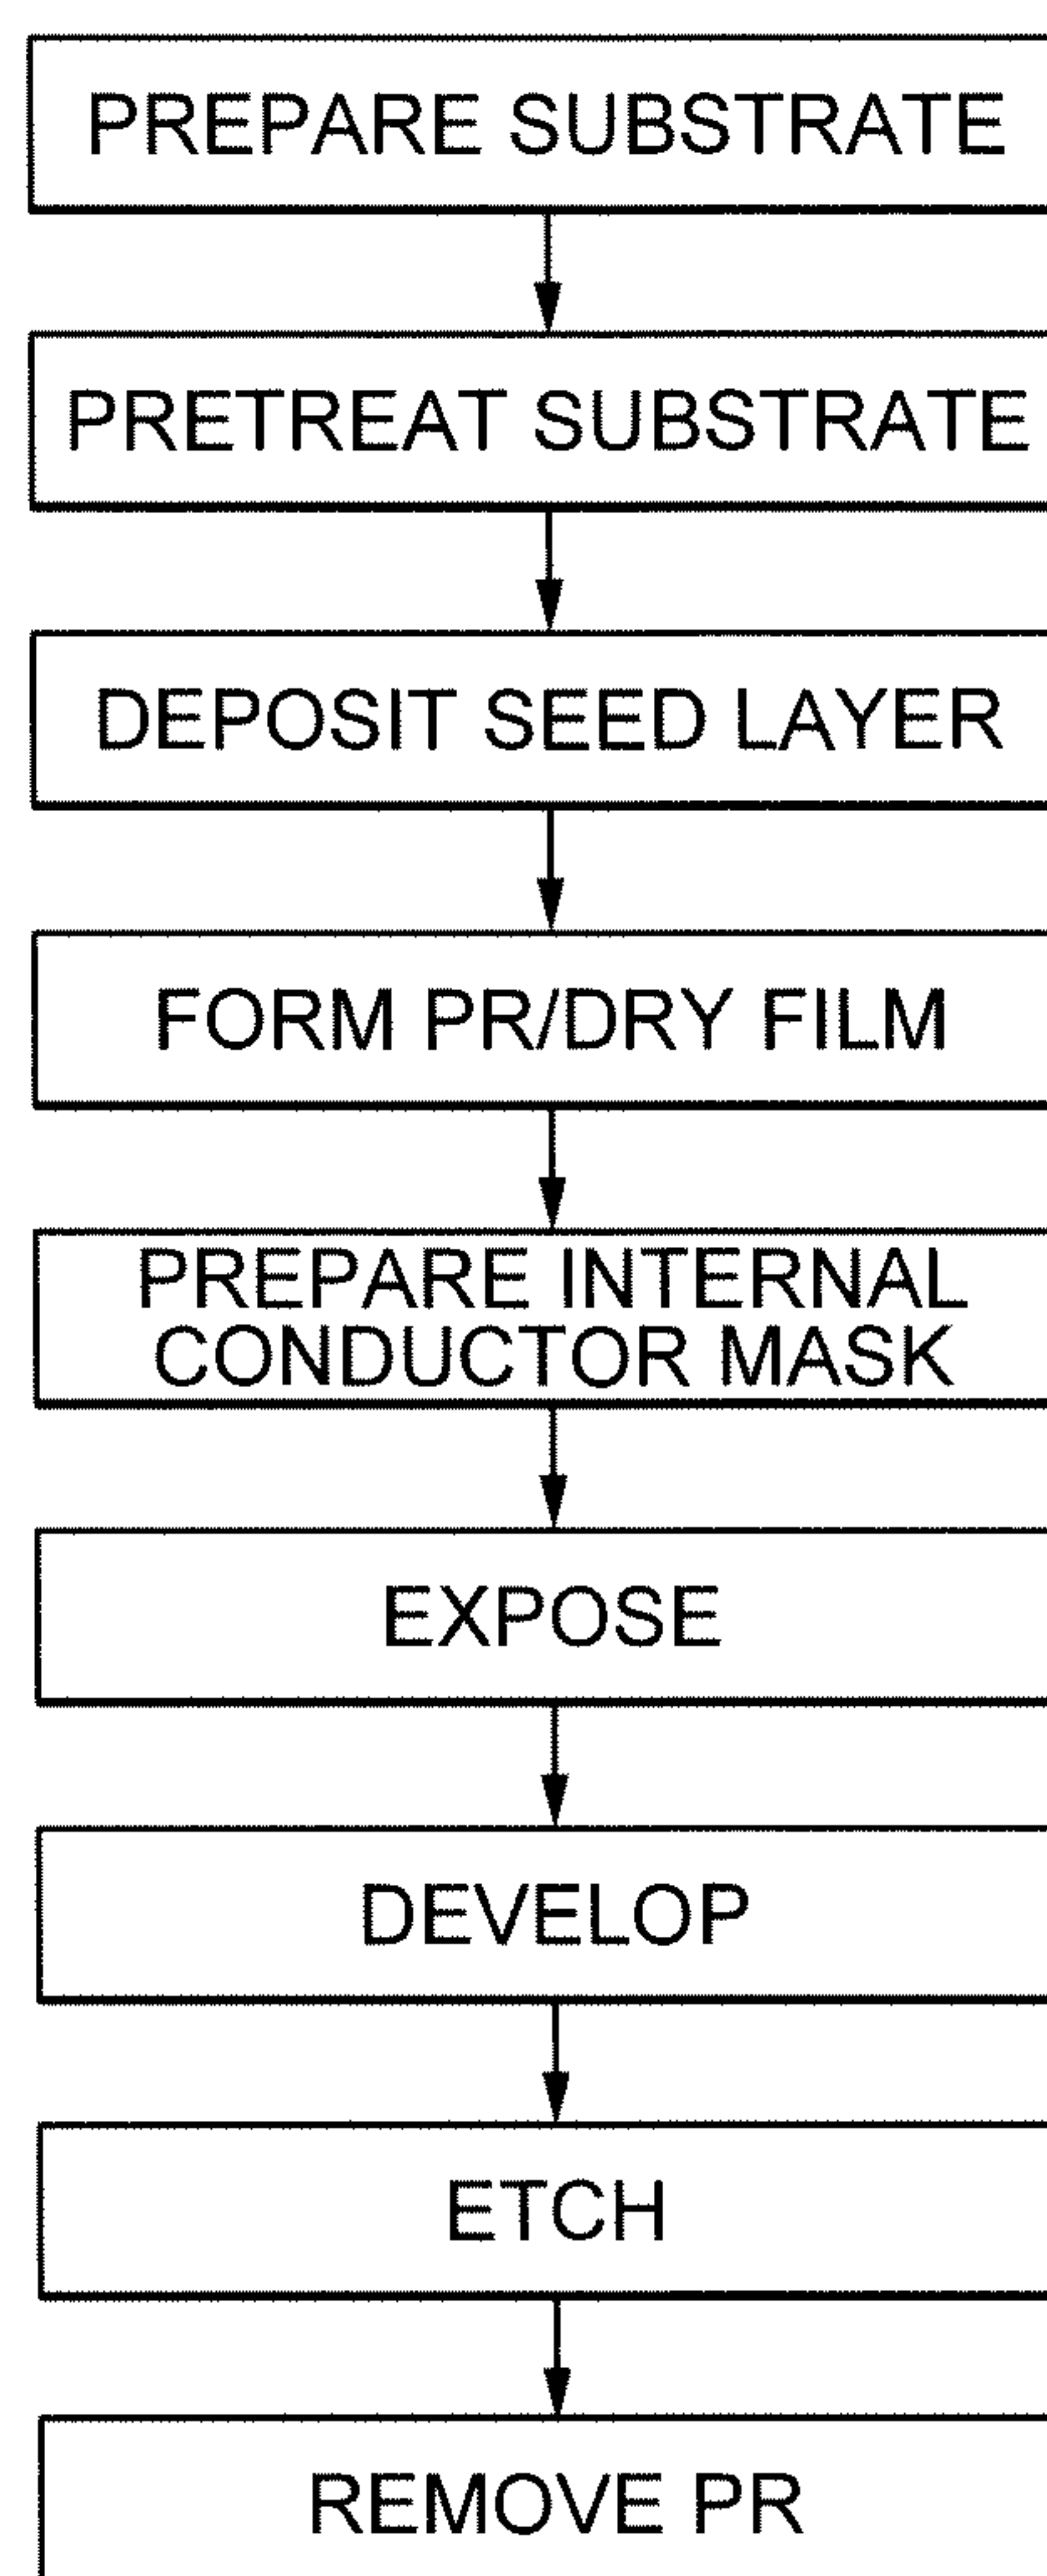 PREPARE SUBSTRATE
PRETREAT SUBSTRATE
DEPOSIT SEED LAYER
FORM PR/DRY FILM
PREPARE INTERNAL
CONDUCTOR MASK
EXPOSE
DEVELOP
ETCH
REMOVE PR